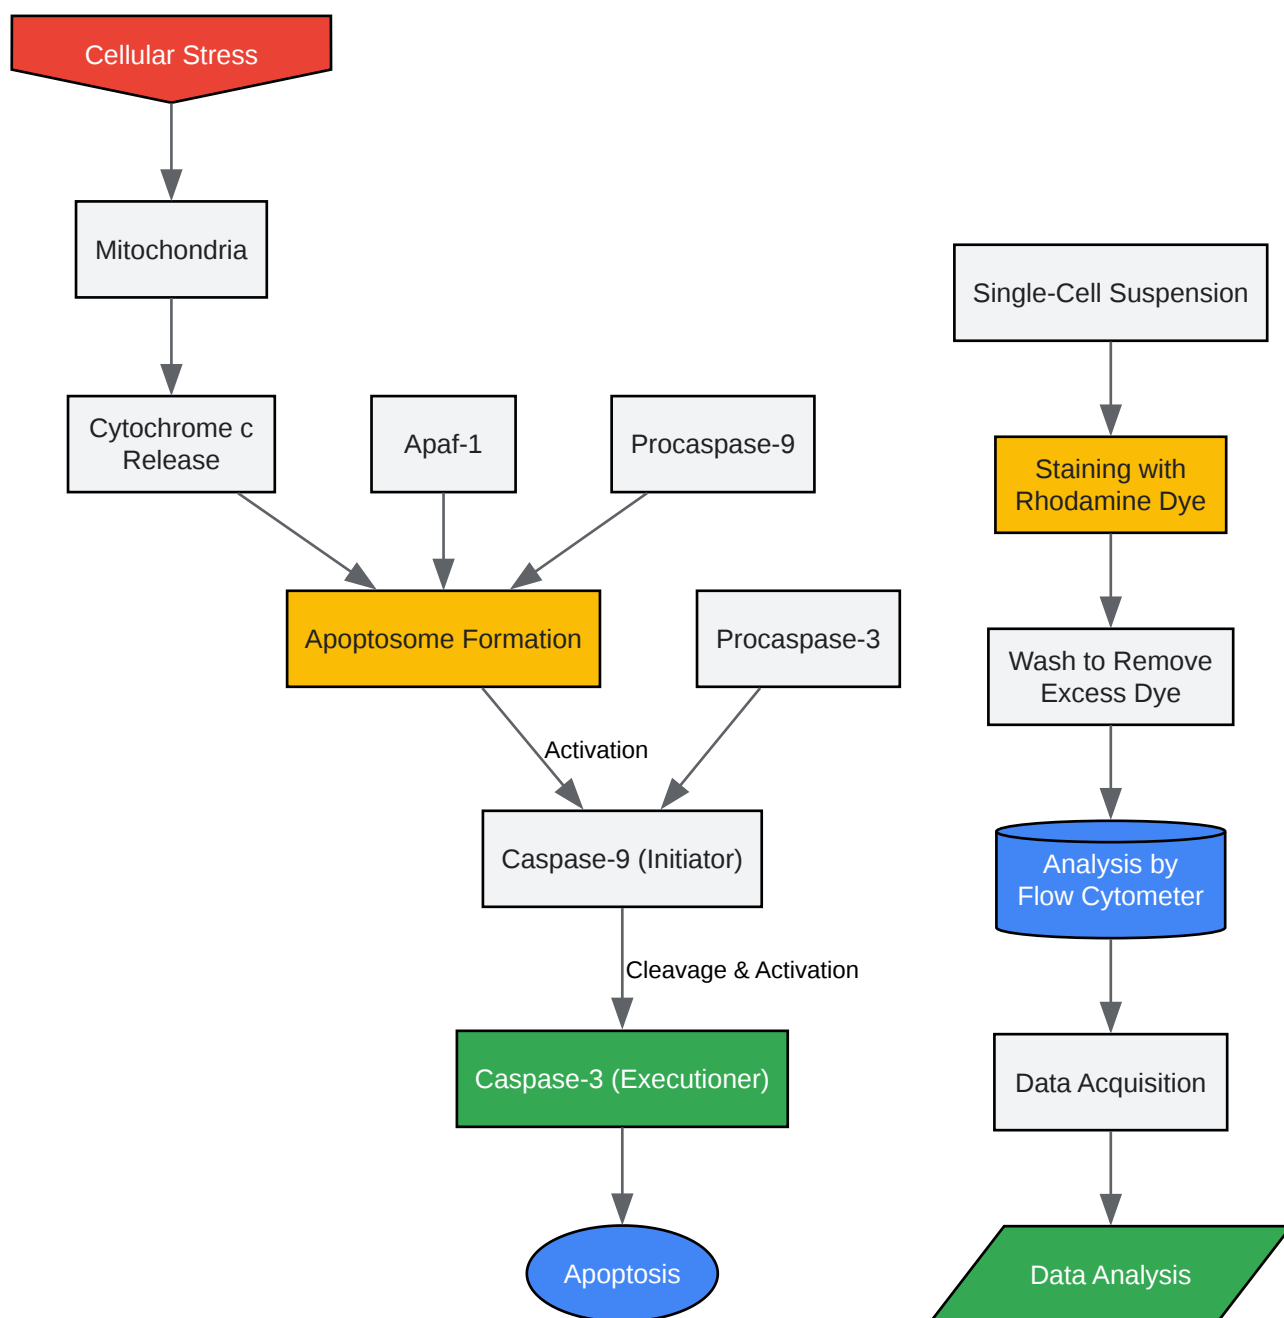 Cellular Stress
Mitochondria
Cytochrome c
Release
Apaf-1
Procaspase-9
Apoptosome Formation
Procaspase-3
Activation
Caspase-9 (Initiator)
Cleavage & Activation
Caspase-3 (Executioner)
Apoptosis
Single-Cell Suspension
Staining with
Rhodamine Dye
Wash to Remove
Excess Dye
Analysis by
Flow Cytometer
Data Acquisition
Data Analysis